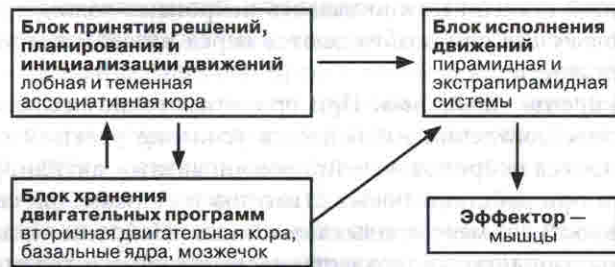 Блок принятия решений,
планирования и
инициализации движений
лобная и теменная
ассоциативная кора
Блок исполнения
движений
пирамидная и
экстрапирамидная
системы
Блок хранения
двигательных программ
вторичная двигательная кора,
базальные ядра, мозжечок
Эффектор —
мышцы